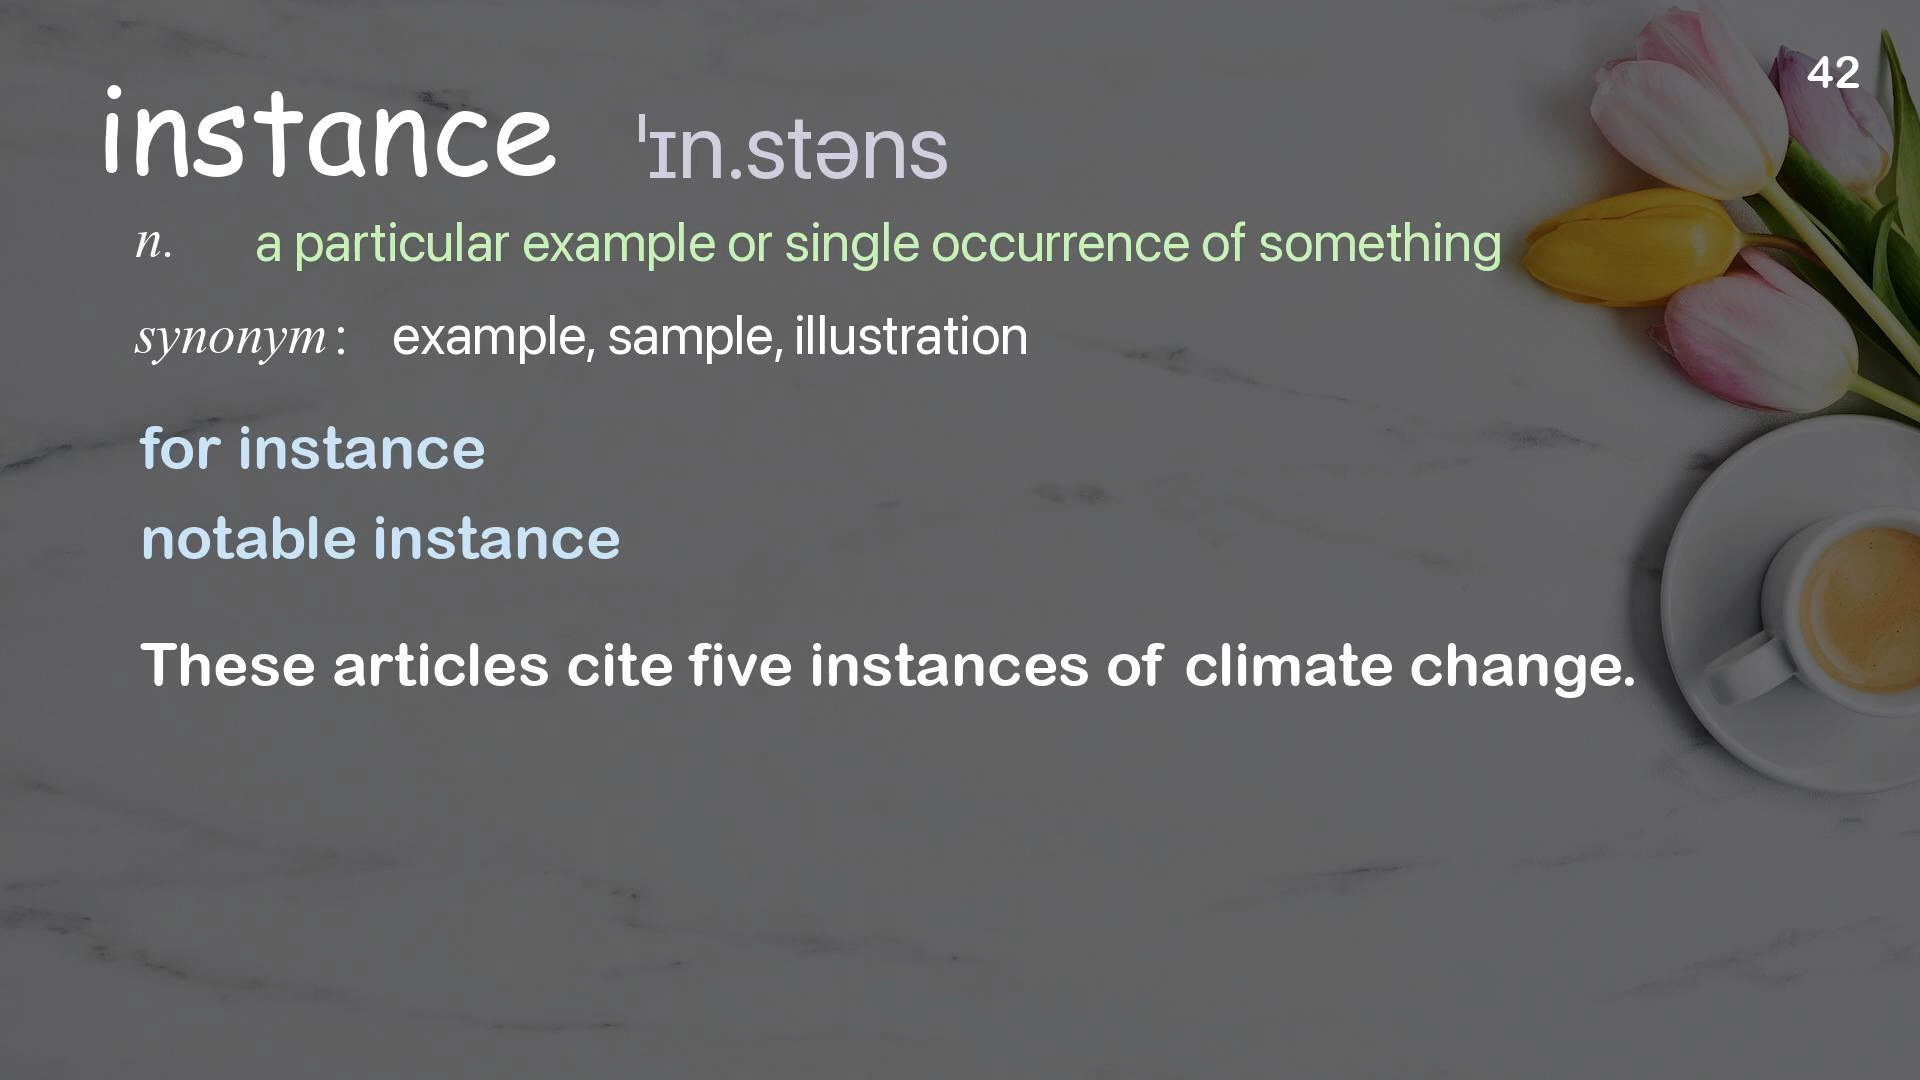 42
instance ˈɪn.stəns
n. a particular example or single occurrence of something
synonym : example, sample, illustration
for instance
notable instance
These articles cite five instances of climate change.